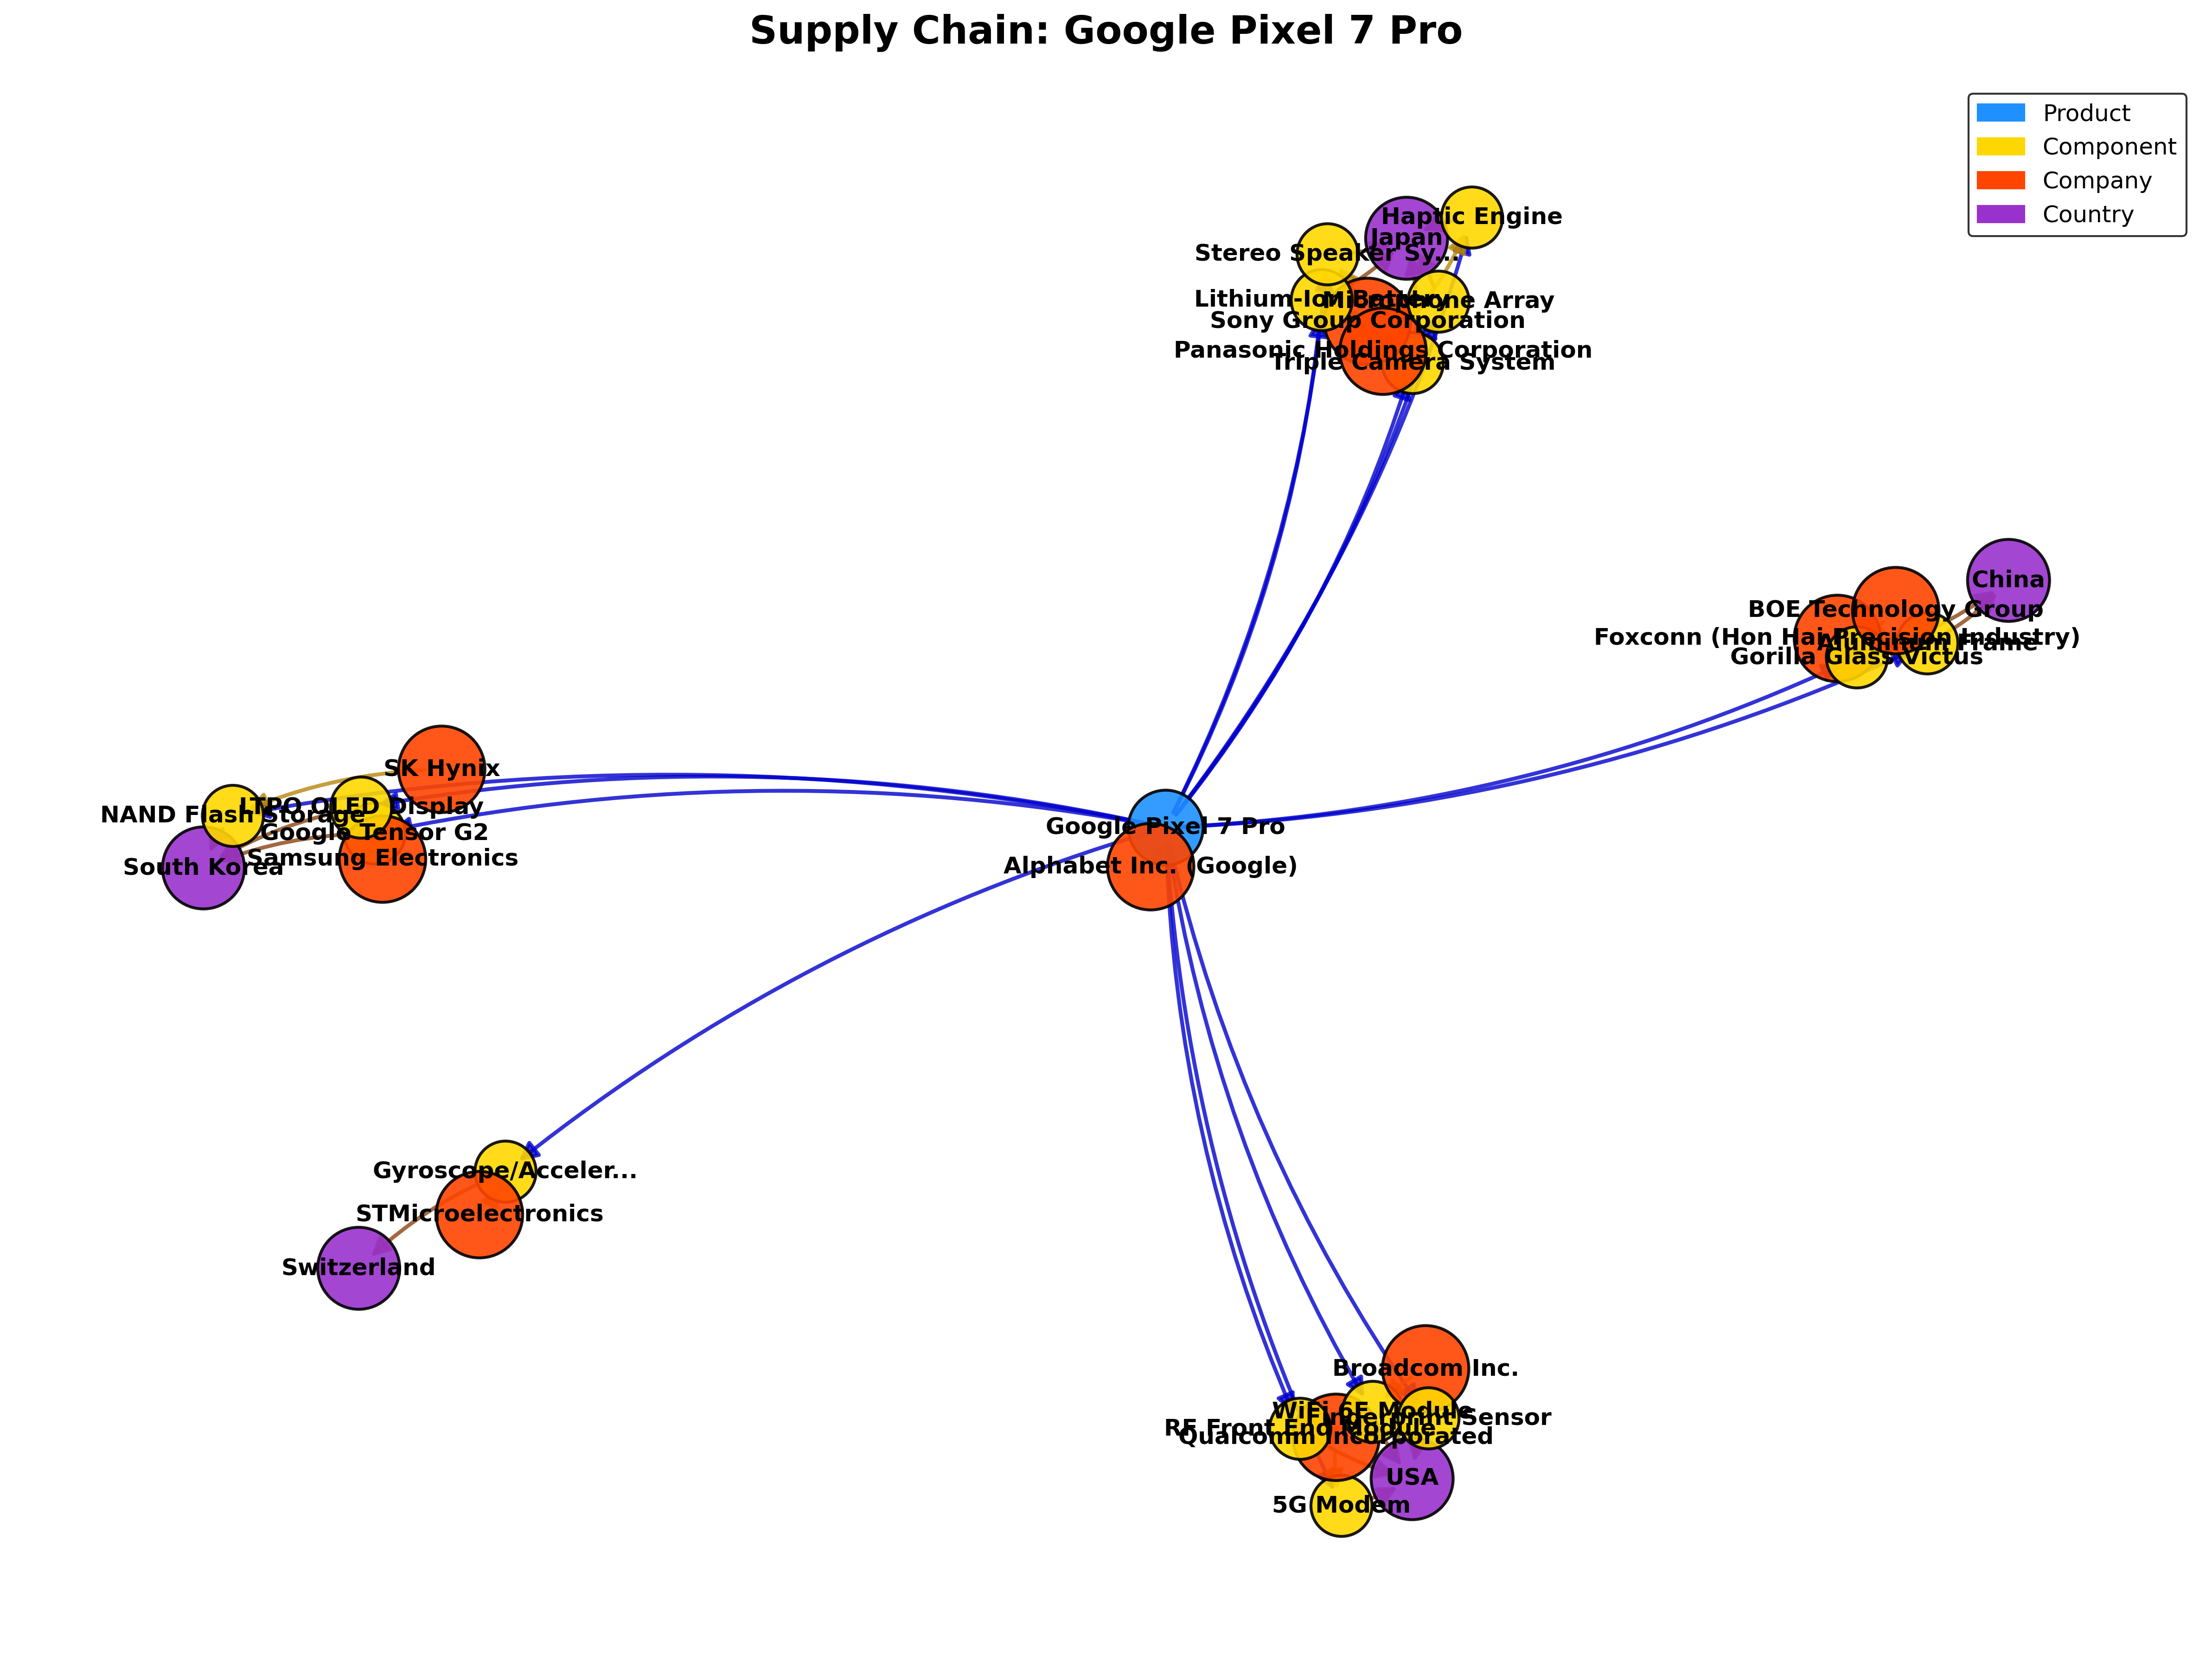 Supply Chain: Google Pixel 7 Pro
Product
Component
Company
Country
Haptic Engine
Japan
Stereo Speaker Sy...
Lithium-Ion Battery
Microphone Array
Sony Group Corporation
Panasonic Holdings Corporation
Triple Camera System
China
BOE Technology Group
Foxconn (Hon Hai Precision Industry)
Aluminum Frame
Gorilla Glass Victus
SK Hynix
LTPO OLED Display
NAND Flash Storage
Google Tensor G2
Samsung Electronics
South Korea
Google Pixel 7 Pro
Alphabet Inc. (Google)
Gyroscope/Acceler...
STMicroelectronics
Switzerland
Broadcom Inc.
WiFi 6E Module
Fingerprint Sensor
RF Front End Module
Qualcomm Incorporated
USA
5G Modem